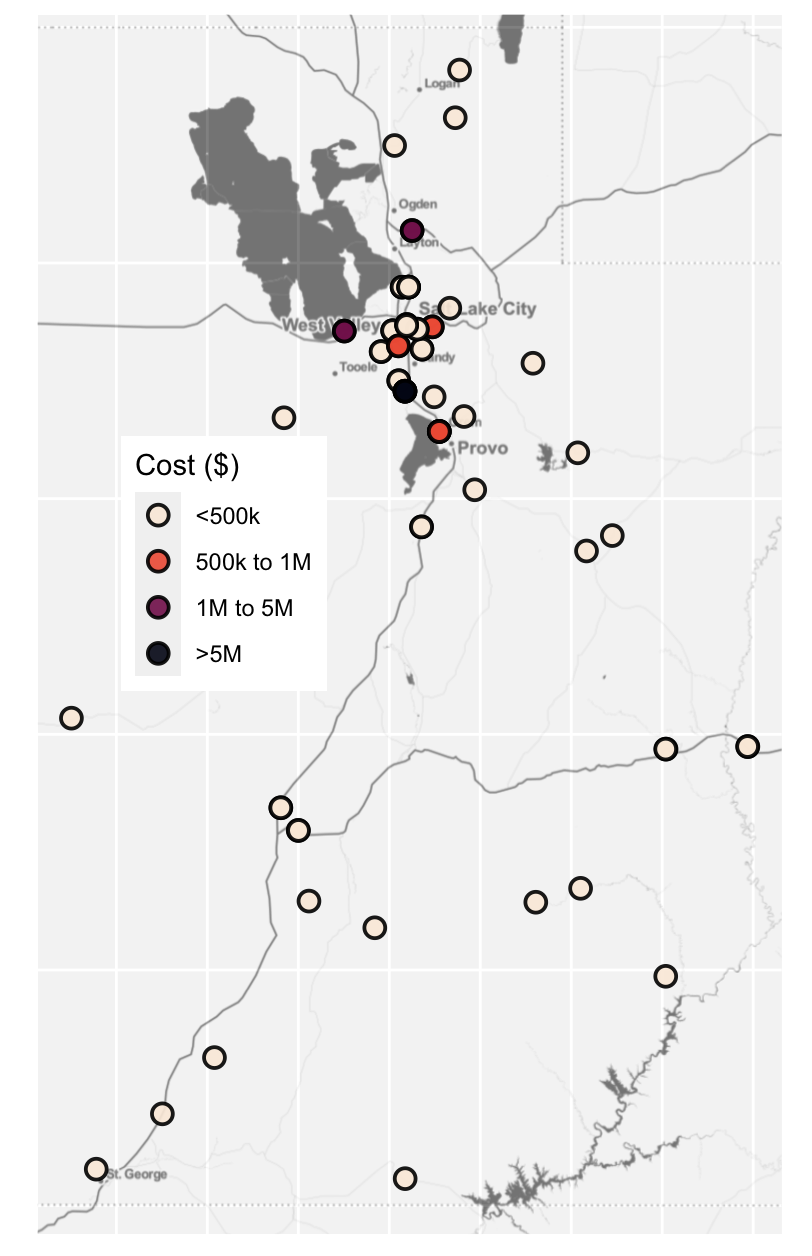 Logan
Ogden
Layton
Salt Lake City
West Valley
Tooele
Provo
Cost ($)
<500k
500k to 1M
1M to 5M
>5M
St. George